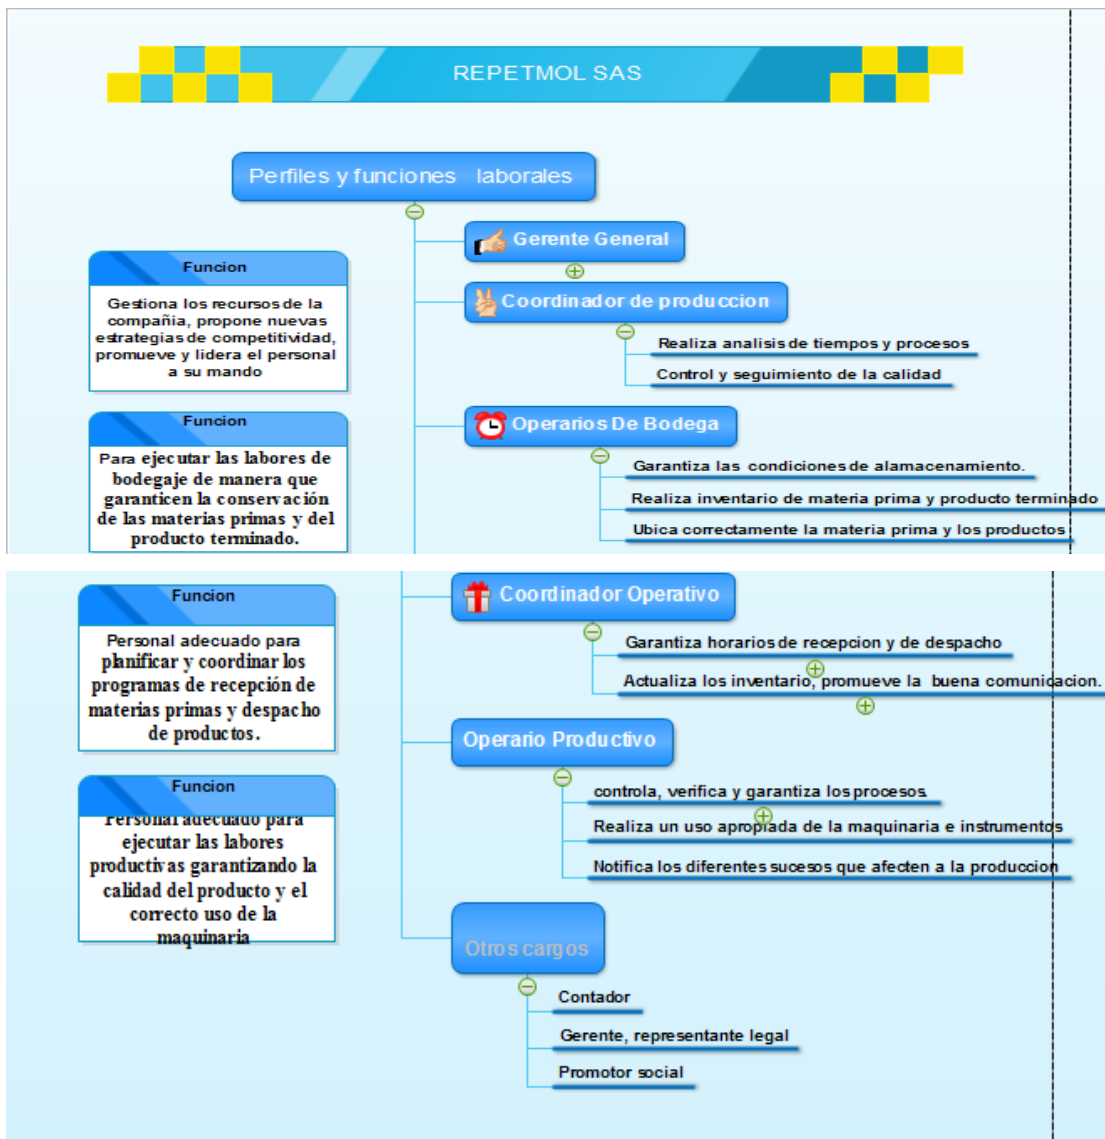 REPETMOL SAS
Perfiles y funciones laborales
Gerente General
Funcion
Gestiona los recursos de la
compañia, propone nuevas
estrategias de competitividad,
promueve y lidera el personal
a su mando
Coordinador de produccion
Realiza analisis de tiempos y procesos
Control y seguimiento de la calidad
Funcion
Para ejecutar las labores de
bodegaje de manera que
garanticen la conservación
de las materias primas y del
producto terminado.
Operarios De Bodega
Garantiza las condiciones de alamacenamiento.
Realiza inventario de materia prima y producto terminado
Ubica correctamente la materia prima y los productos
Funcion
Personal adecuado para
planificar y coordinar los
programas de recepción de
materias primas y despacho
de productos.
Coordinador Operativo
Garantiza horarios de recepcion y de despacho
Actualiza los inventario, promueve la buena comunicacion.
Operario Productivo
controla, verifica y garantiza los procesos.
Realiza un uso apropiada de la maquinaria e instrumentos
Notifica los diferentes sucesos que afecten a la produccion
Funcion
Personal adecuado para
ejecutar las labores
productivas garantizando la
calidad del producto y el
correcto uso de la
maquinaria
Otros cargos
Contador
Gerente, representante legal
Promotor social